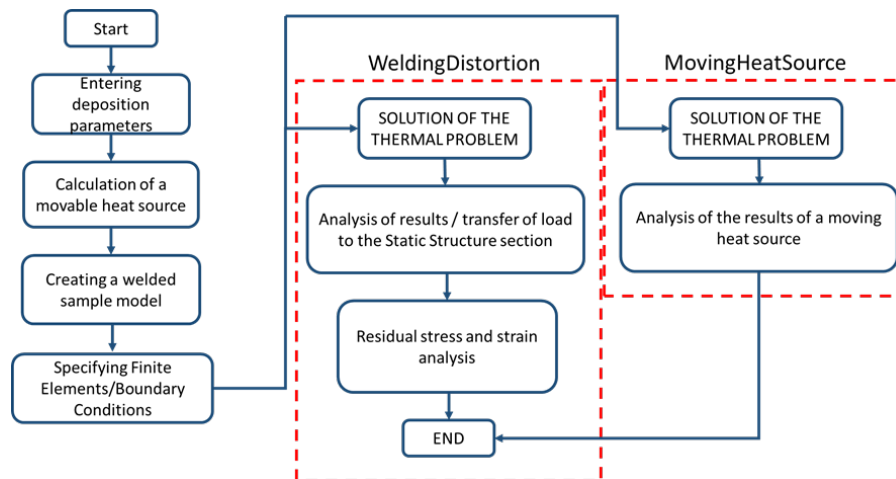 Start
Entering
deposition
parameters
Calculation of a
movable heat source
Creating a welded
sample model
Specifying Finite
Elements/Boundary
Conditions
WeldingDistortion
SOLUTION OF THE
THERMAL PROBLEM
Analysis of results / transfer of load
to the Static Structure section
Residual stress and strain
analysis
END
MovingHeatSource
SOLUTION OF THE
THERMAL PROBLEM
Analysis of the results of a moving
heat source